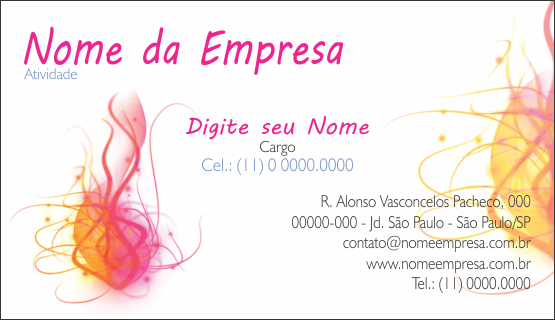 Nome da Empresa
Atividade
Digite seu Nome
Cargo
Cel.: (11) 0 0000.0000
R. Alonso Vasconcelos Pacheco, 000
00000-000 - Jd. São Paulo - São Paulo/SP
contato@nomeempresa.com.br
www.nomeempresa.com.br
Tel.: (11) 0000.0000